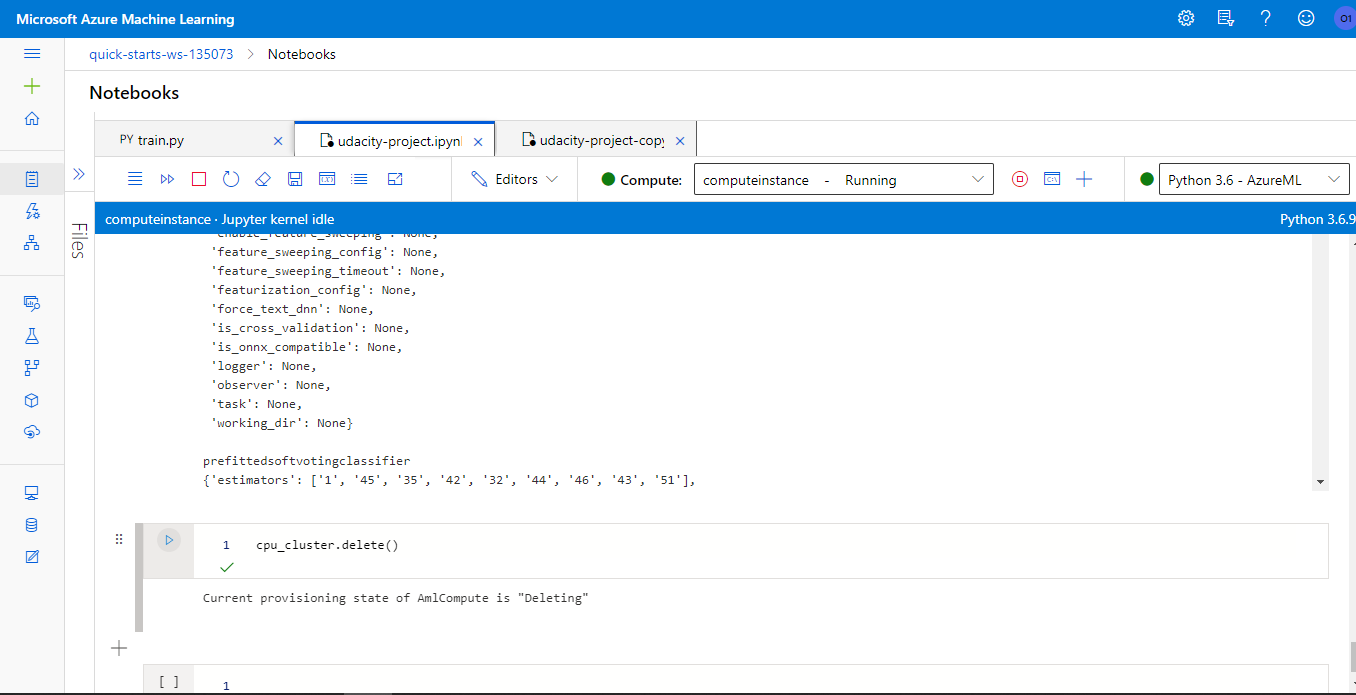 Microsoft Azure Machine Learning
O1
quick-starts-ws-135073 > Notebooks
Notebooks
PY train.py
udacity-project.ipynl
udacity-project-copy
Editors
Compute: computeinstance - Running
Python 3.6 - AzureML
computeinstance · Jupyter kernel idle
Python 3.6.9
Files
'enable_feature_sweeping': None,
'feature_sweeping_config': None,
'feature_sweeping_timeout': None,
'featurization_config': None,
'force_text_dnn': None,
'is_cross_validation': None,
'is_onnx_compatible': None,
'logger': None,
'observer': None,
'task': None,
'working_dir': None}
prefittedsoftvotingclassifier
{'estimators': ['1', '45', '35', '42', '32', '44', '46', '43', '51'],
1 cpu_cluster.delete()
Current provisioning state of AmlCompute is "Deleting"
[ ] 1